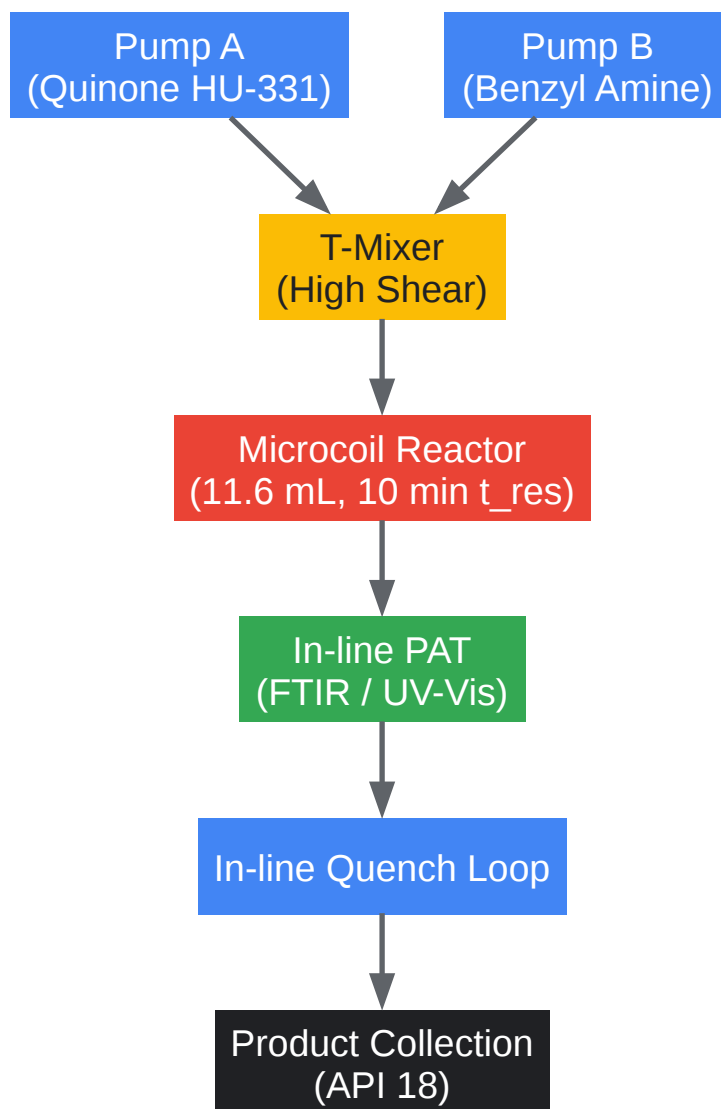 Pump A
(Quinone HU-331)
Pump B
(Benzyl Amine)
T-Mixer
(High Shear)
Microcoil Reactor
(11.6 mL, 10 min t_res)
In-line PAT
(FTIR / UV-Vis)
In-line Quench Loop
Product Collection
(API 18)